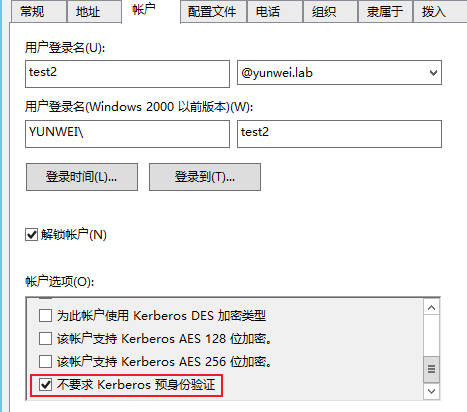 常规 地址 帐户 配置文件 电话 组织 隶属于 拨入
用户登录名(U):
test2 @yunwei.lab
用户登录名(Windows 2000 以前版本)(W):
YUNWEI\ test2
登录时间(L)... 登录到(T)...
解锁帐户(N)
帐户选项(O):
为此帐户使用 Kerberos DES 加密类型
该帐户支持 Kerberos AES 128 位加密。
该帐户支持 Kerberos AES 256 位加密。
不要求 Kerberos 预身份验证